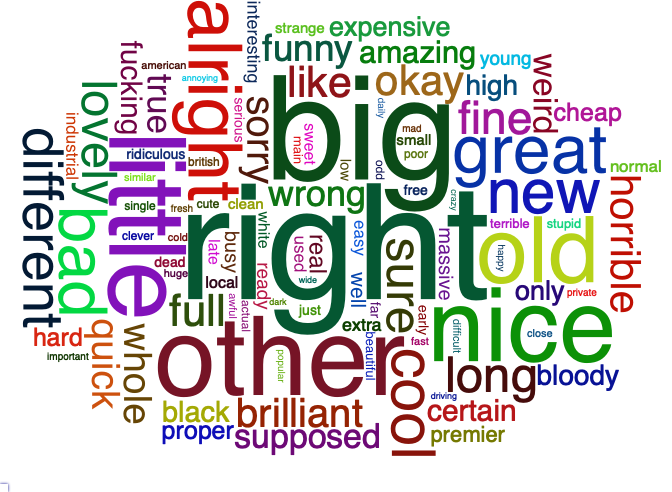 strange
expensive
interesting
alright
funny
amazing
young
fucking
american
true
annoying
like
okay
high
weird
lovely
serious
sorry
big
daily
fine
cheap
industrial
ridiculous
british
sweet
main
mad
small
poor
great
normal
different
little
similar
low
odd
free
wrong
new
horrible
single
fresh
cute
clean
crazy
bad
clever
cold
right
white
easy
massive
terrible
stupid
old
happy
late
busy
real
used
sure
dead
huge
local
ready
wide
well
only
private
full
awful
actual
dark
just
far
extra
early
fast
nice
difficult
close
hard
important
quick
whole
other
popular
beautiful
cool
long
bloody
driving
black
brilliant
certain
proper
supposed
premier